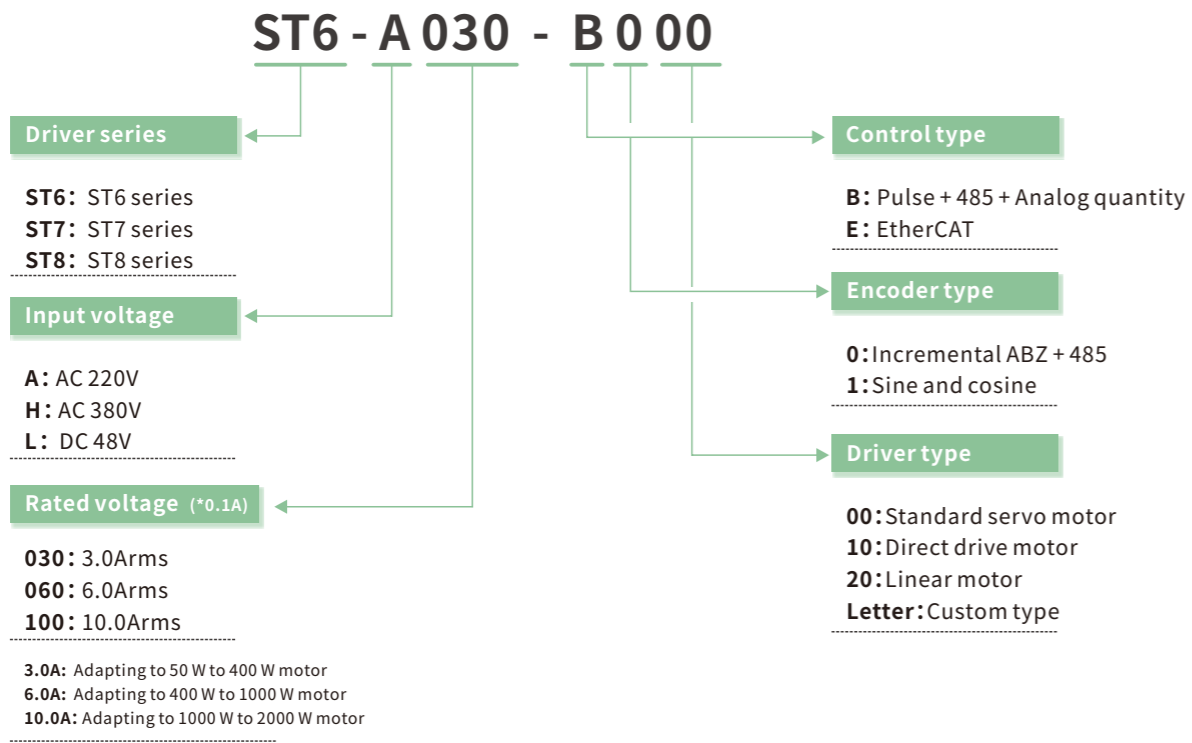 ST6 - A 030 - B 0 00
Driver series
ST6: ST6 series
ST7: ST7 series
ST8: ST8 series
Input voltage
A: AC 220V
H: AC 380V
L: DC 48V
Rated voltage (*0.1A)
030: 3.0Arms
060: 6.0Arms
100: 10.0Arms
3.0A: Adapting to 50 W to 400 W motor
6.0A: Adapting to 400 W to 1000 W motor
10.0A: Adapting to 1000 W to 2000 W motor
Control type
B: Pulse + 485 + Analog quantity
E: EtherCAT
Encoder type
0:Incremental ABZ + 485
1:Sine and cosine
Driver type
00:Standard servo motor
10:Direct drive motor
20:Linear motor
Letter:Custom type